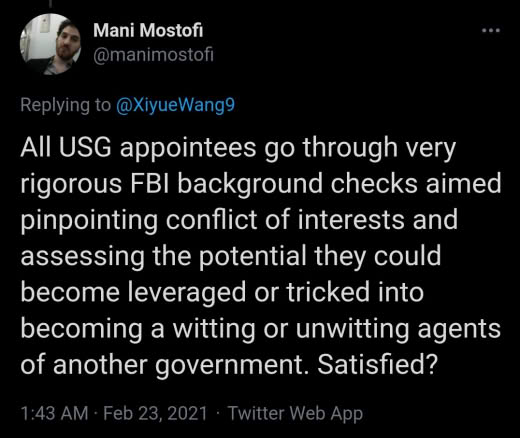 Mani Mostofi
@manimostofi
Replying to @XiyueWang9
All USG appointees go through very
rigorous FBI background checks aimed
pinpointing conflict of interests and
assessing the potential they could
become leveraged or tricked into
becoming a witting or unwitting agents
of another government. Satisfied?
1:43 AM · Feb 23, 2021 · Twitter Web App